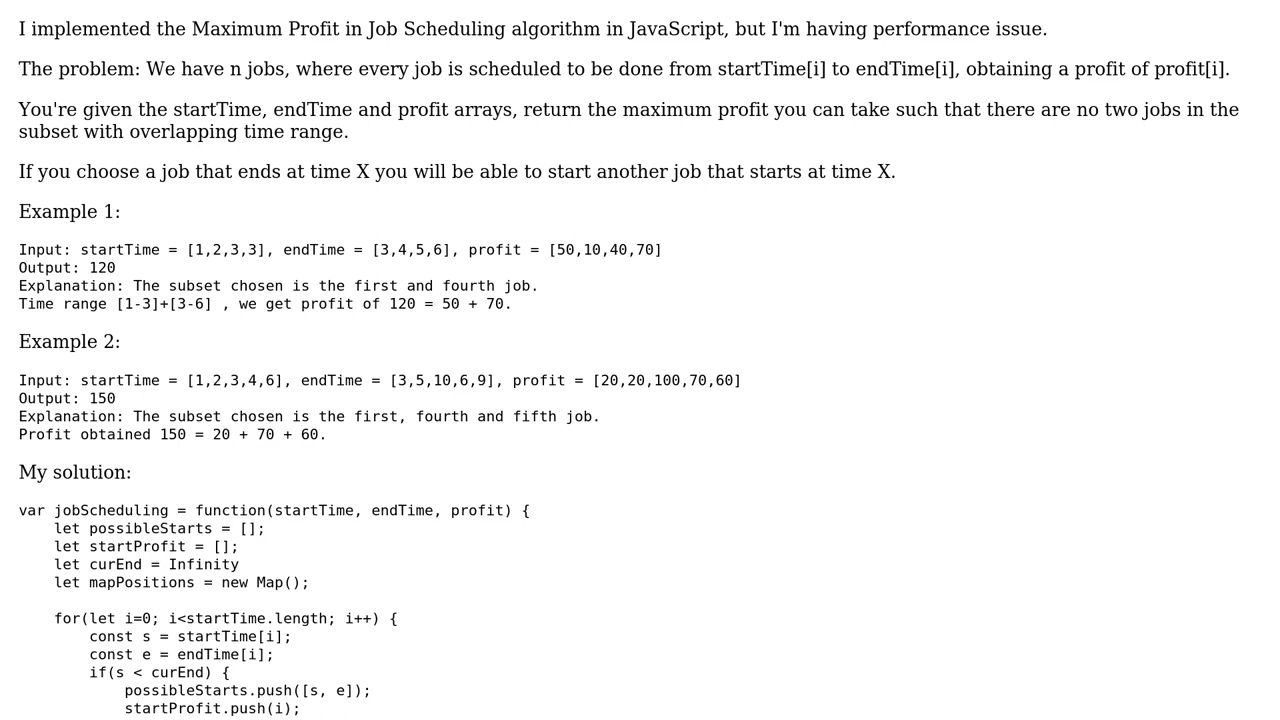 I implemented the Maximum Profit in Job Scheduling algorithm in JavaScript, but I'm having performance issue.
The problem: We have n jobs, where every job is scheduled to be done from startTime[i] to endTime[i], obtaining a profit of profit[i].
You're given the startTime, endTime and profit arrays, return the maximum profit you can take such that there are no two jobs in the
subset with overlapping time range.
If you choose a job that ends at time X you will be able to start another job that starts at time X.
Example 1:
Input: startTime = [1,2,3,3], endTime = [3,4,5,6], profit = [50,10,40,70]
Output: 120
Explanation: The subset chosen is the first and fourth job.
Time range [1-3]+[3-6] , we get profit of 120 = 50 + 70.
Example 2:
Input: startTime = [1,2,3,4,6], endTime = [3,5,10,6,9], profit = [20,20,100,70,60]
Output: 150
Explanation: The subset chosen is the first, fourth and fifth job.
Profit obtained 150 = 20 + 70 + 60.
My solution:
var jobScheduling = function(startTime, endTime, profit) {
    let possibleStarts = [];
    let startProfit = [];
    let curEnd = Infinity
    let mapPositions = new Map();
    for(let i=0; i<startTime.length; i++) {
        const s = startTime[i];
        const e = endTime[i];
        if(s < curEnd) {
            possibleStarts.push([s, e]);
            startProfit.push(i);